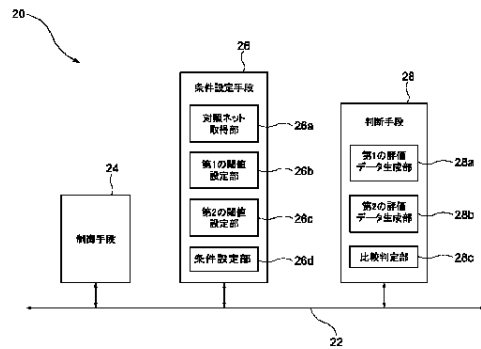 20
26
条件設定手段
対照ネット
取得部
26a
第1の閾値
設定部
26b
第2の閾値
設定部
26c
条件設定部
26d
28
判断手段
第1の評価
データ生成部
28a
第2の評価
データ生成部
28b
比較判定部
28c
24
制御手段
22